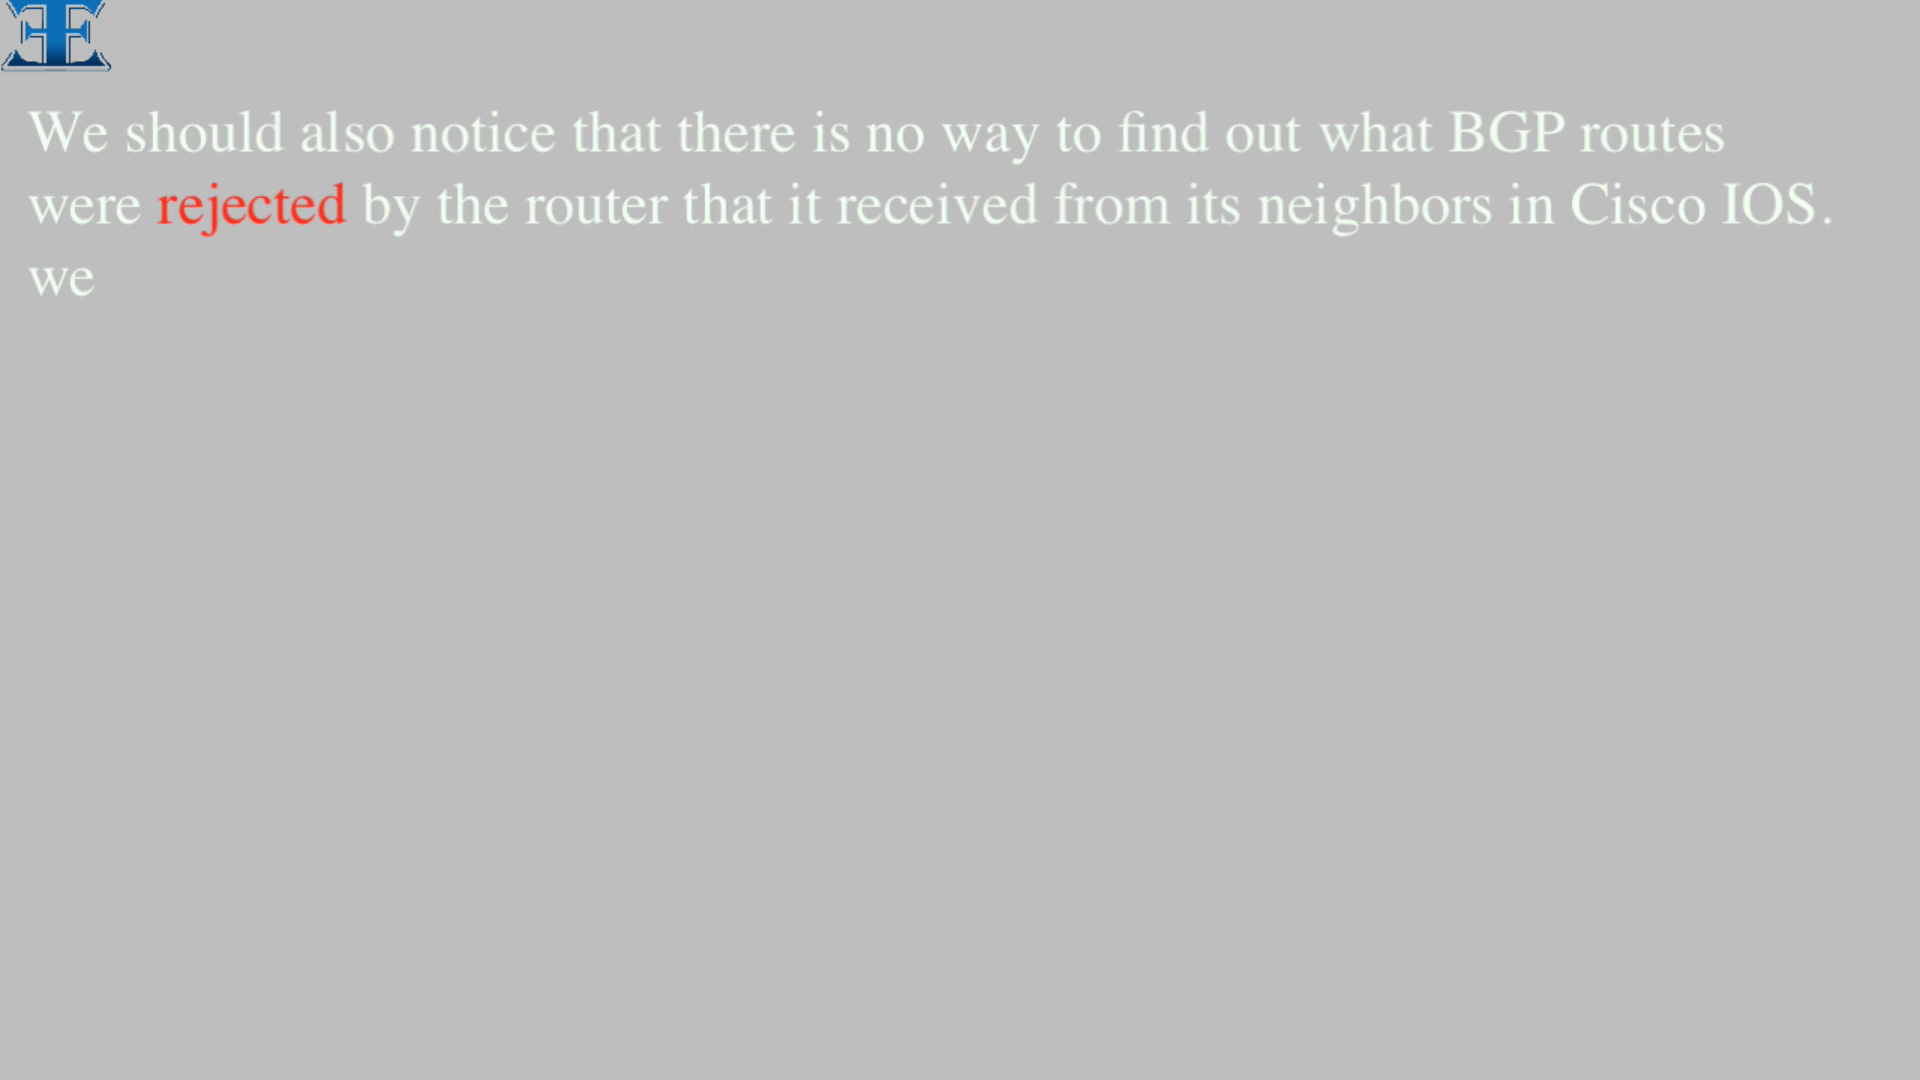 We should also notice that there is no way to find out what BGP routes
were rejected by the router that it received from its neighbors in Cisco IOS.
we